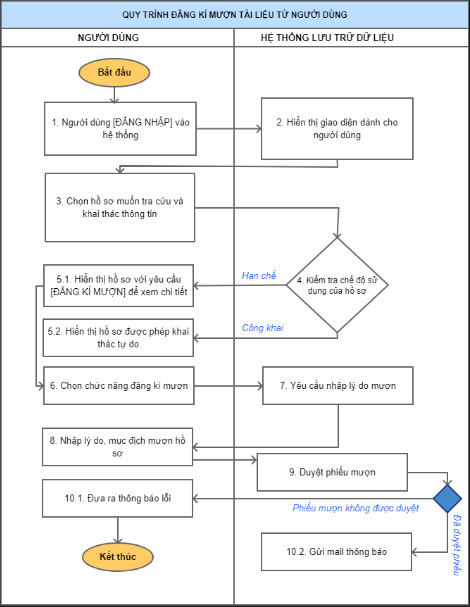 QUY TRÌNH ĐĂNG KÍ MƯỢN TÀI LIỆU TỪ NGƯỜI DÙNG
NGƯỜI DÙNG
HỆ THỐNG LƯU TRỮ DỮ LIỆU
Bắt đầu
1. Người dùng [ĐĂNG NHẬP] vào
hệ thống
2. Hiển thị giao diện dành cho
người dùng
3. Chọn hồ sơ muốn tra cứu và
khai thác thông tin
4. Kiểm tra chế độ sử
dụng của hồ sơ
Hạn chế
5.1. Hiển thị hồ sơ với yêu cầu
[ĐĂNG KÍ MƯỢN] để xem chi tiết
Công khai
5.2. Hiển thị hồ sơ được phép khai
thác tự do
6. Chọn chức năng đăng kí mượn
7. Yêu cầu nhập lý do mượn
8. Nhập lý do, mục đích mượn hồ
sơ
9. Duyệt phiếu mượn
10.1. Đưa ra thông báo lỗi
Phiếu mượn không được duyệt
Đã duyệt phiếu
10.2. Gửi mail thông báo
Kết thúc